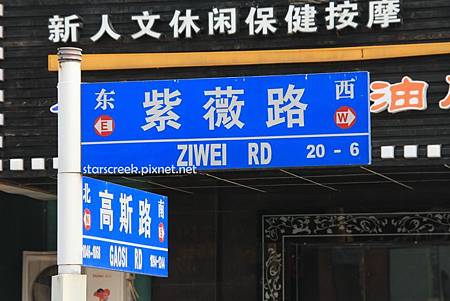 新人文休闲保健按摩
油
东 紫薇路 西
E ZIWEI RD 20-6 W
starscreek.pixnet.net
北 高斯路 南
GAOSI RD